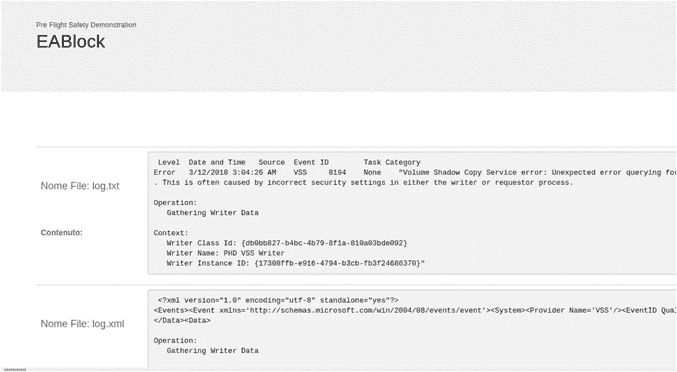 Pre Flight Safety Demonstration
EABlock
Nome File: log.txt
Contenuto:
Level  Date and Time   Source  Event ID        Task Category
Error   3/12/2018 3:04:26 AM    VSS     8194    None    "Volume Shadow Copy Service error: Unexpected error querying for
. This is often caused by incorrect security settings in either the writer or requestor process.
Operation:
Gathering Writer Data
Context:
Writer Class Id: {db0bb827-b4bc-4b79-8f1a-810a03bde092}
Writer Name: PHD VSS Writer
Writer Instance ID: {17308ffb-e916-4794-b3cb-fb3f24686370}"
Nome File: log.xml
<?xml version="1.0" encoding="utf-8" standalone="yes"?>
<Events><Event xmlns='http://schemas.microsoft.com/win/2004/08/events/event'><System><Provider Name='VSS'/><EventID Qual
</Data><Data>
Operation:
Gathering Writer Data